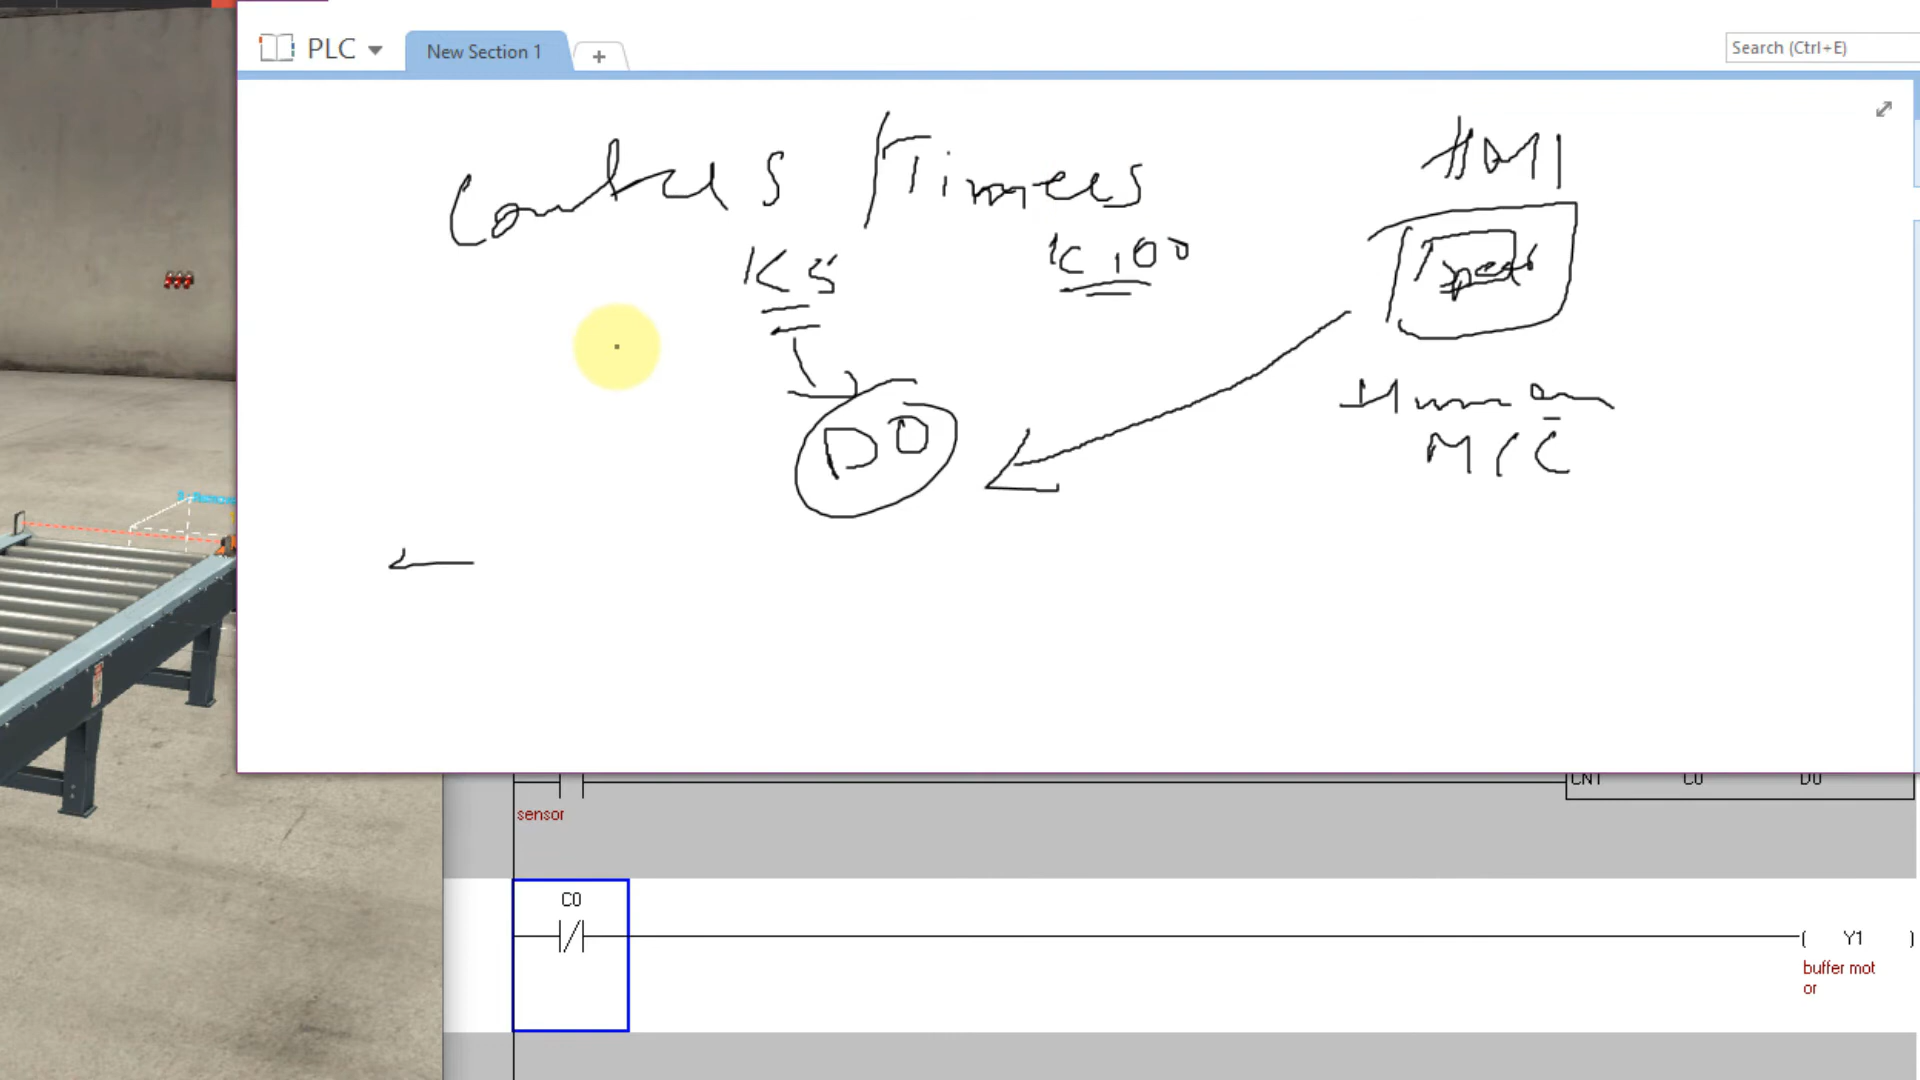 PLC
New Section 1
+
Search (Ctrl+E)
Counters /Timers
HMI
K5
K100
D0
Human
M/C
CNT C0 D0
sensor
C0
Y1
buffer mot
or